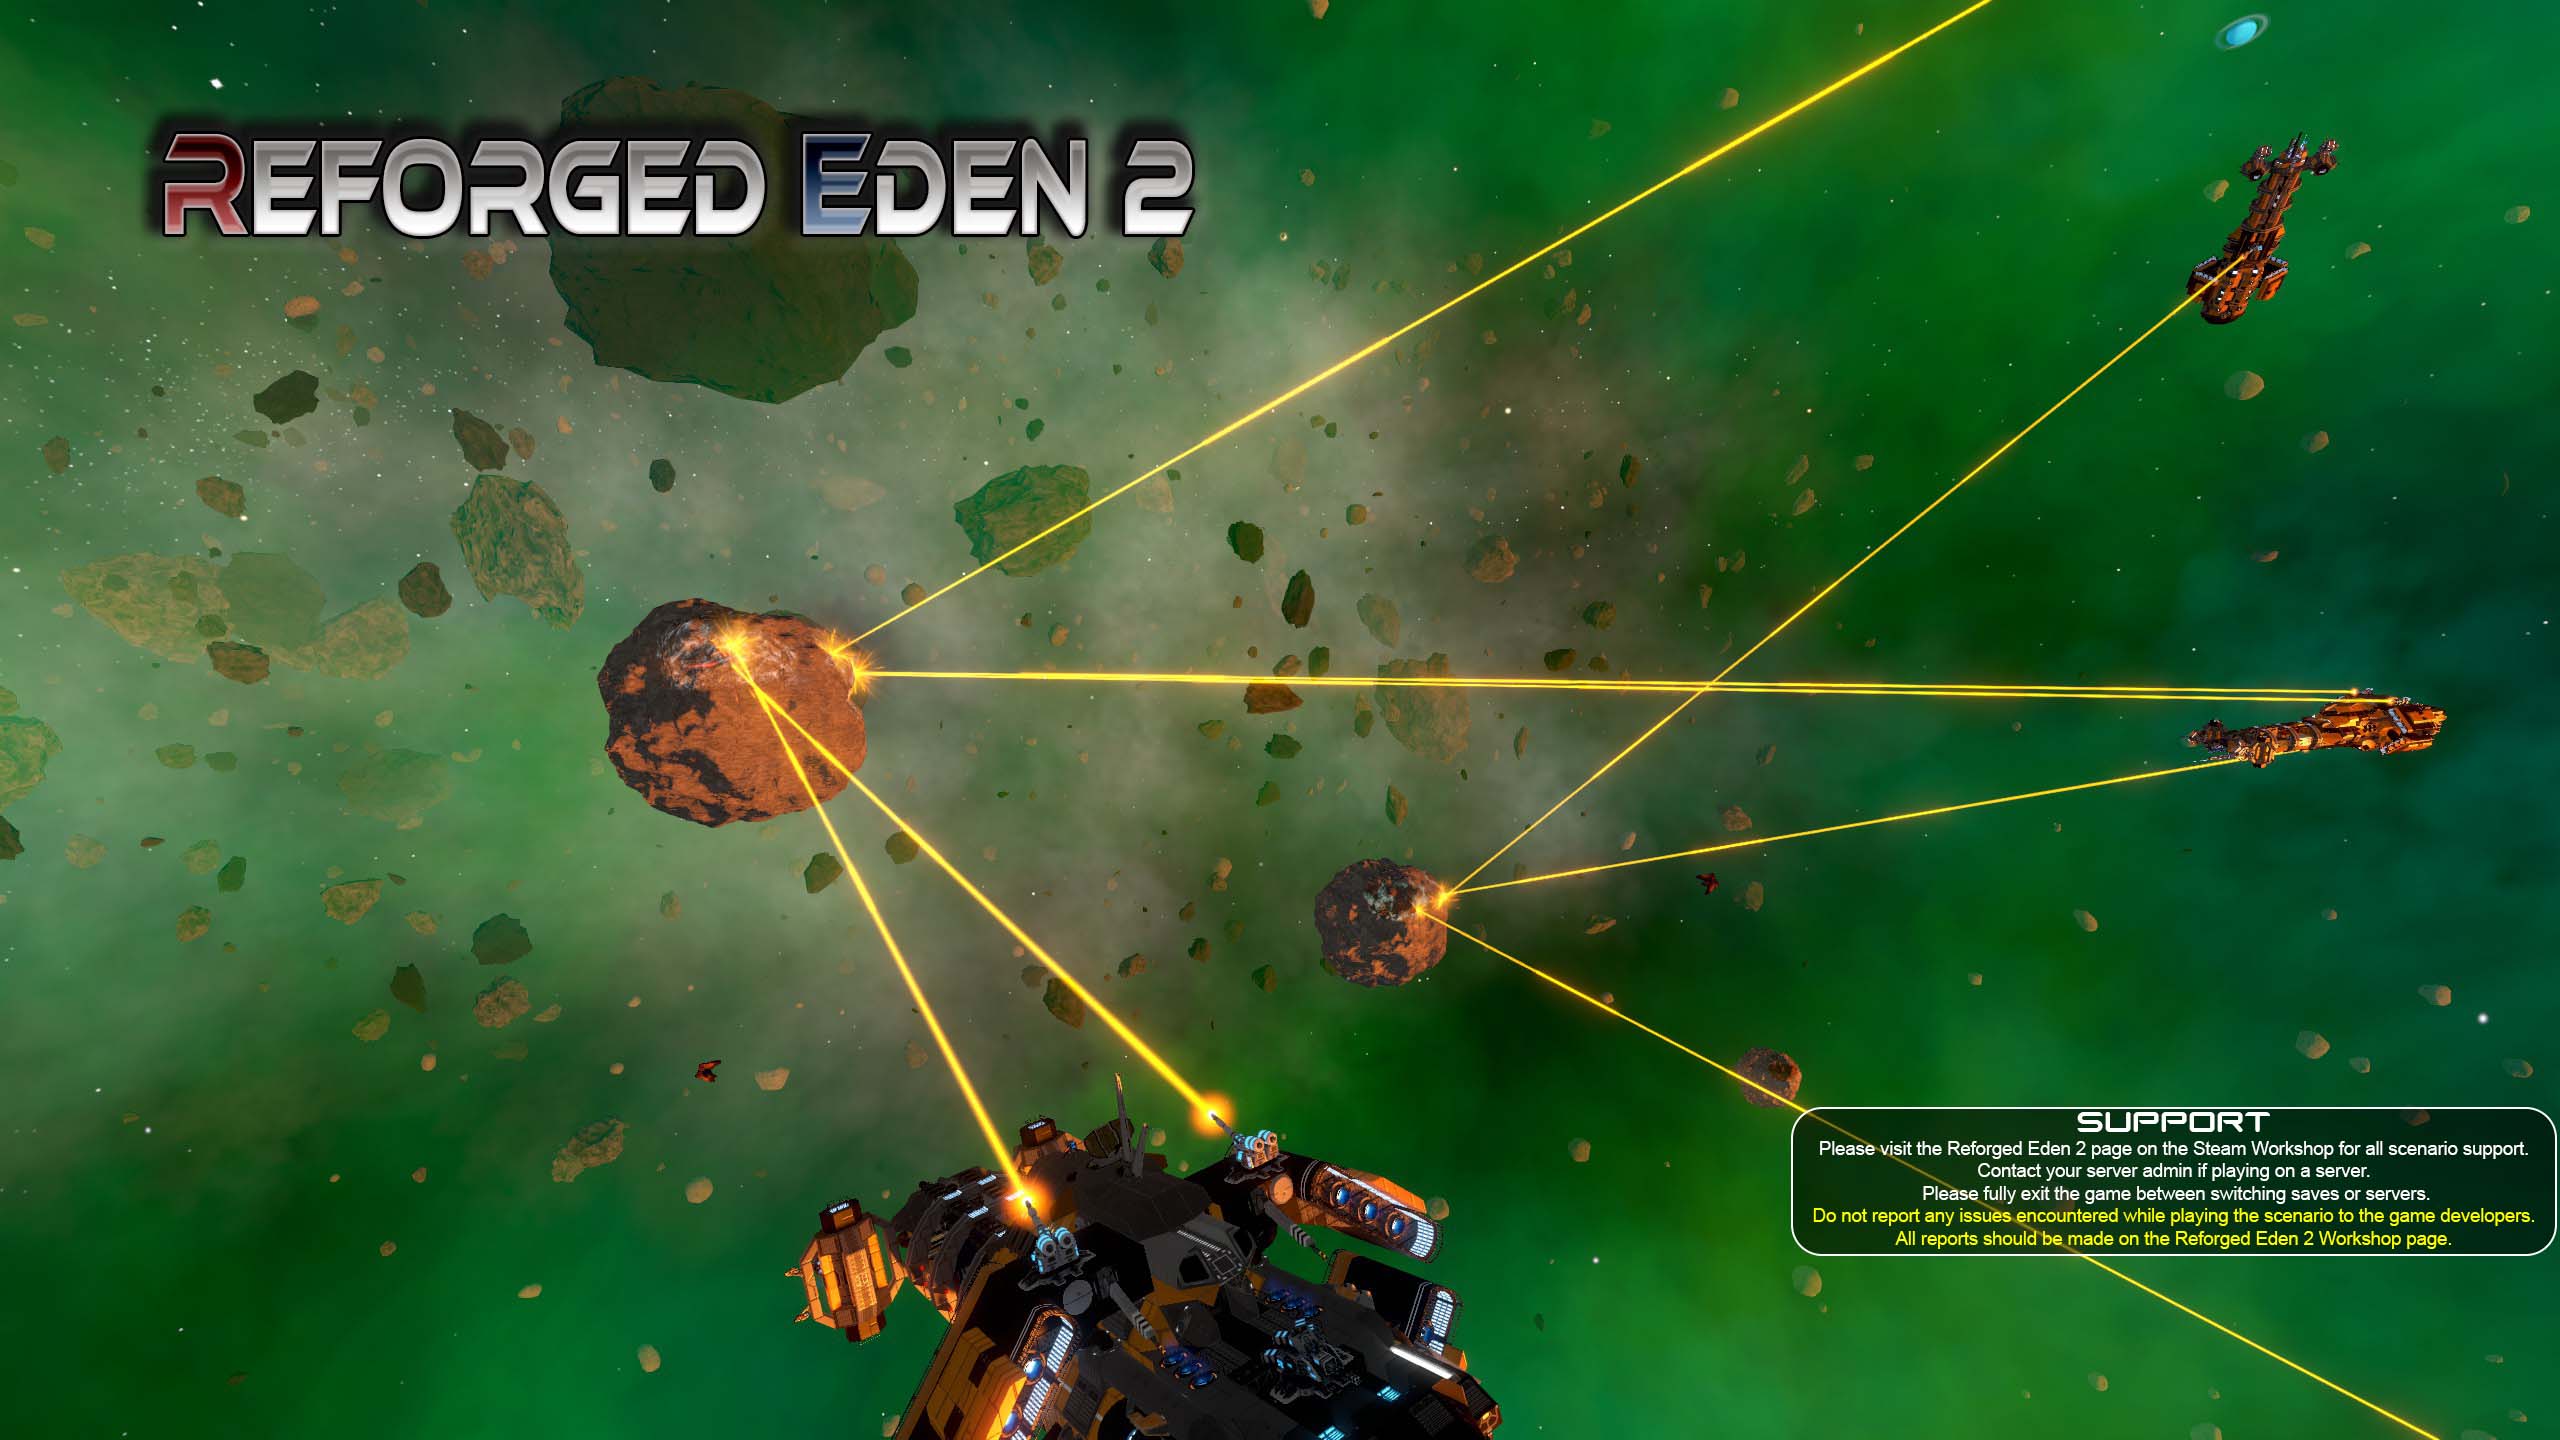 REFORGED EDEN 2
SUPPORT
Please visit the Reforged Eden 2 page on the Steam Workshop for all scenario support.
Contact your server admin if playing on a server.
Please fully exit the game between switching saves or servers.
Do not report any issues encountered while playing the scenario to the game developers.
All reports should be made on the Reforged Eden 2 Workshop page.